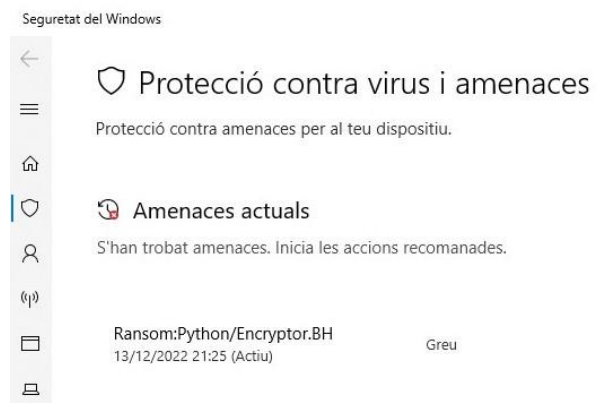 Seguretat del Windows
Protecció contra virus i amenaces
Protecció contra amenaces per al teu dispositiu.
Amenaces actuals
S'han trobat amenaces. Inicia les accions recomanades.
Ransom:Python/Encryptor.BH
Greu
13/12/2022 21:25 (Actiu)